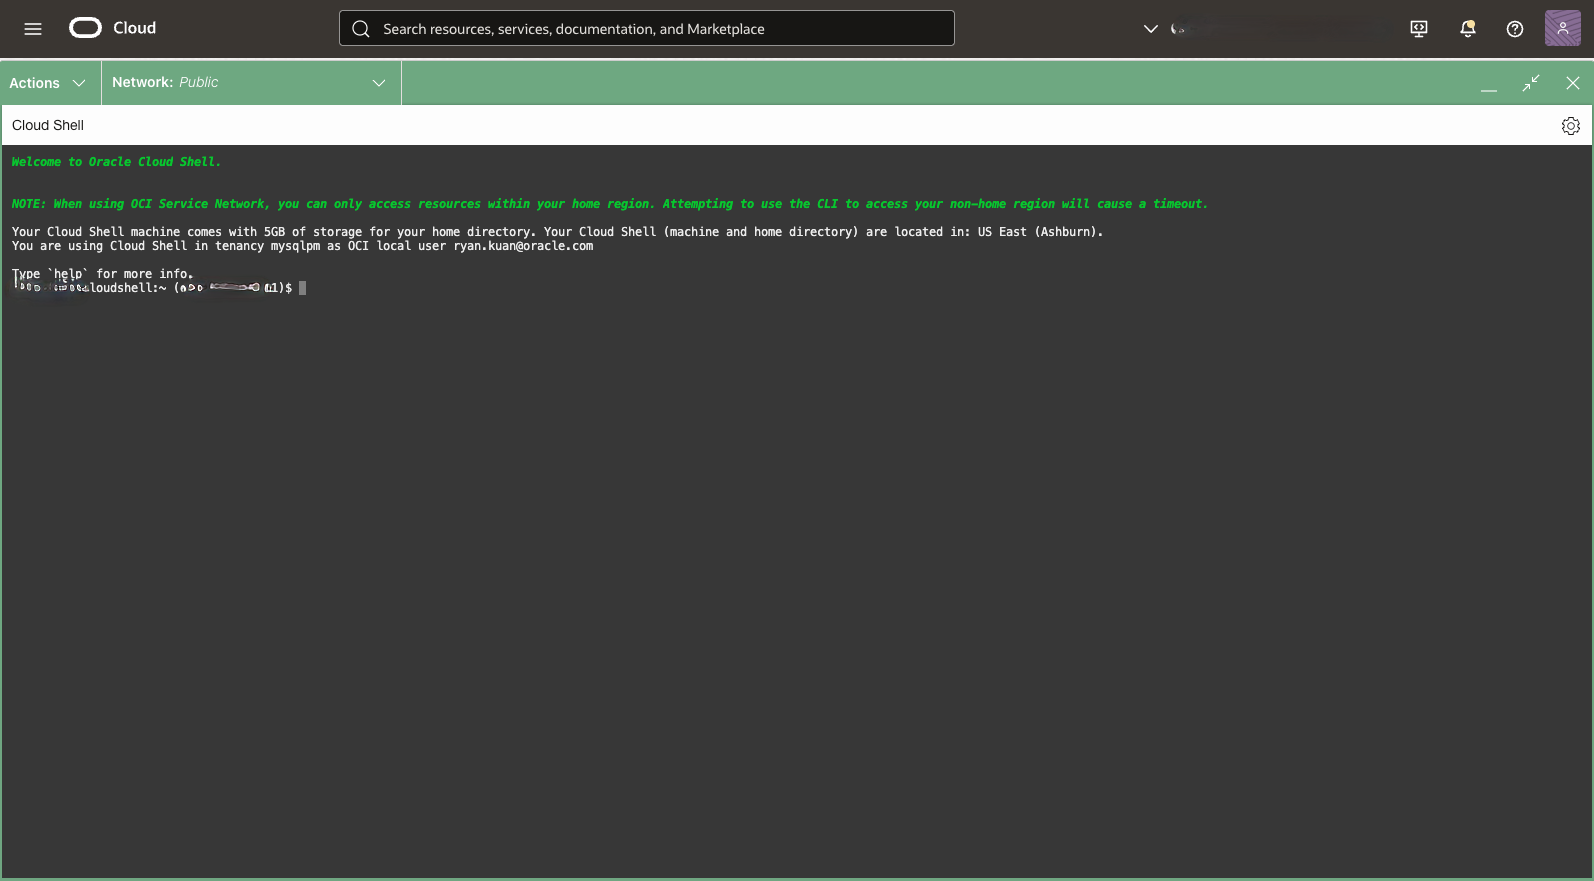 Cloud
Search resources, services, documentation, and Marketplace
Actions
Network: Public
Cloud Shell
Welcome to Oracle Cloud Shell.
NOTE: When using OCI Service Network, you can only access resources within your home region. Attempting to use the CLI to access your non-home region will cause a timeout.
Your Cloud Shell machine comes with 5GB of storage for your home directory. Your Cloud Shell (machine and home directory) are located in: US East (Ashburn).
You are using Cloud Shell in tenancy mysqlpm as OCI local user ryan.kuan@oracle.com
Type `help` for more info.
loudshell:~ ( 1)$